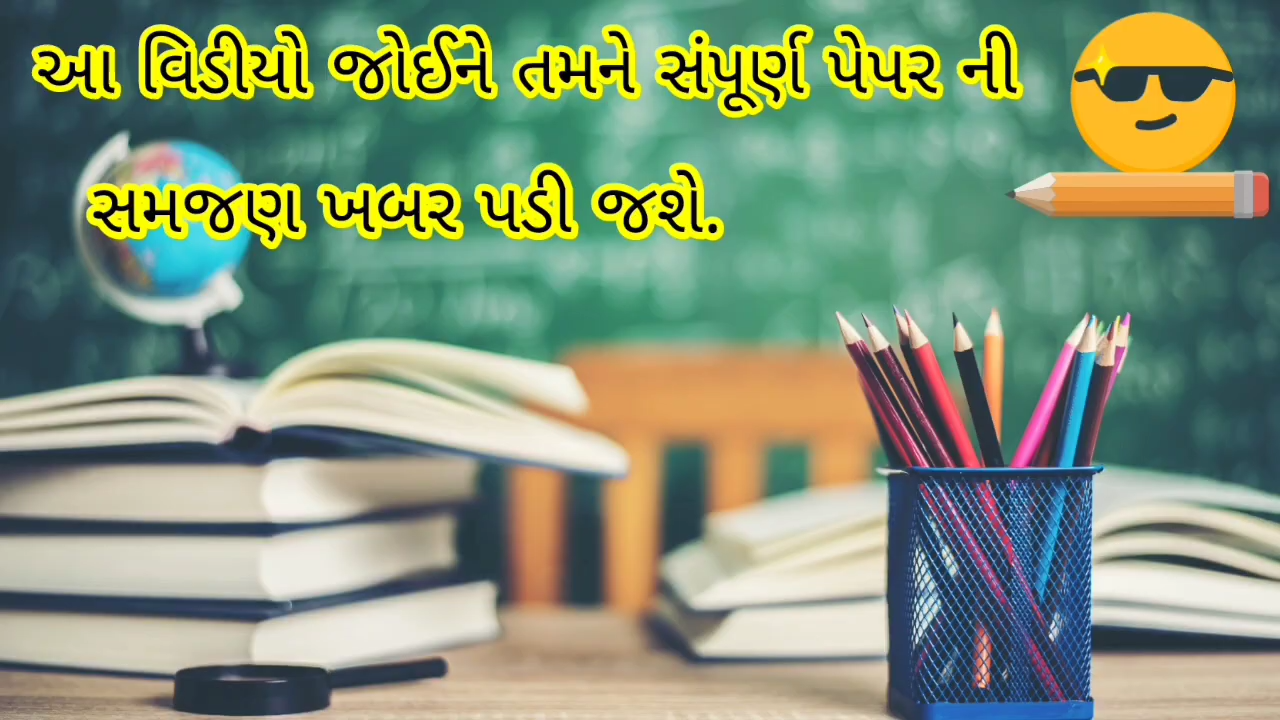 આ વિડીયો જોઈને તમને સંપૂર્ણ પેપર ની
સમજણ ખબર પડી જશે.